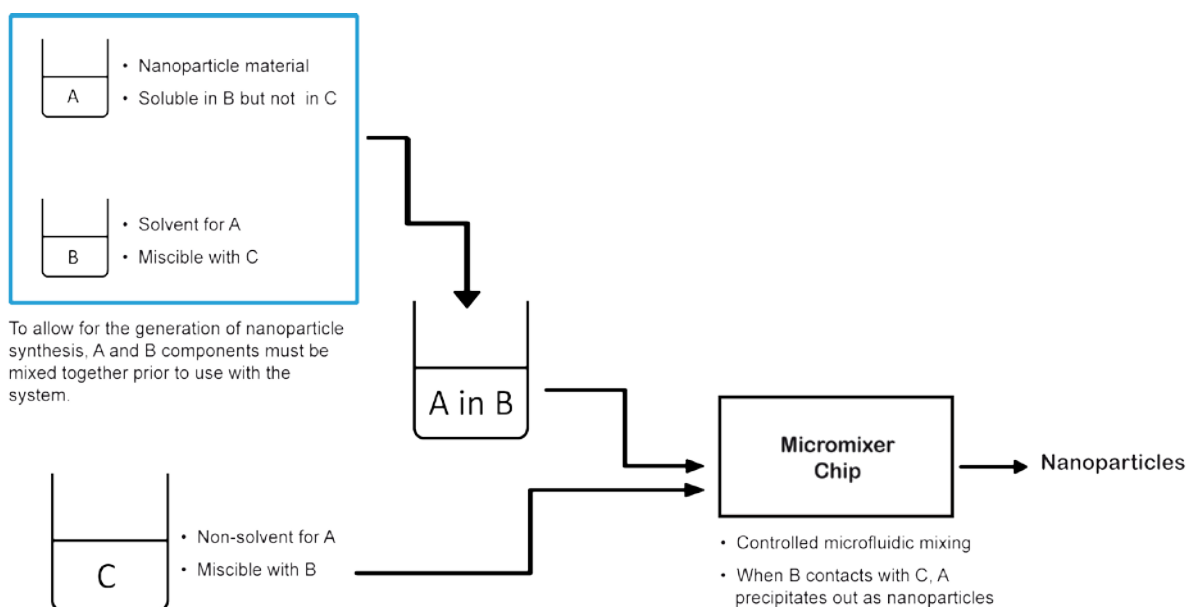 A
• Nanoparticle material
• Soluble in B but not in C
B
• Solvent for A
• Miscible with C
To allow for the generation of nanoparticle
synthesis, A and B components must be
mixed together prior to use with the
system.
A in B
C
• Non-solvent for A
• Miscible with B
Micromixer
Chip
Nanoparticles
• Controlled microfluidic mixing
• When B contacts with C, A
precipitates out as nanoparticles